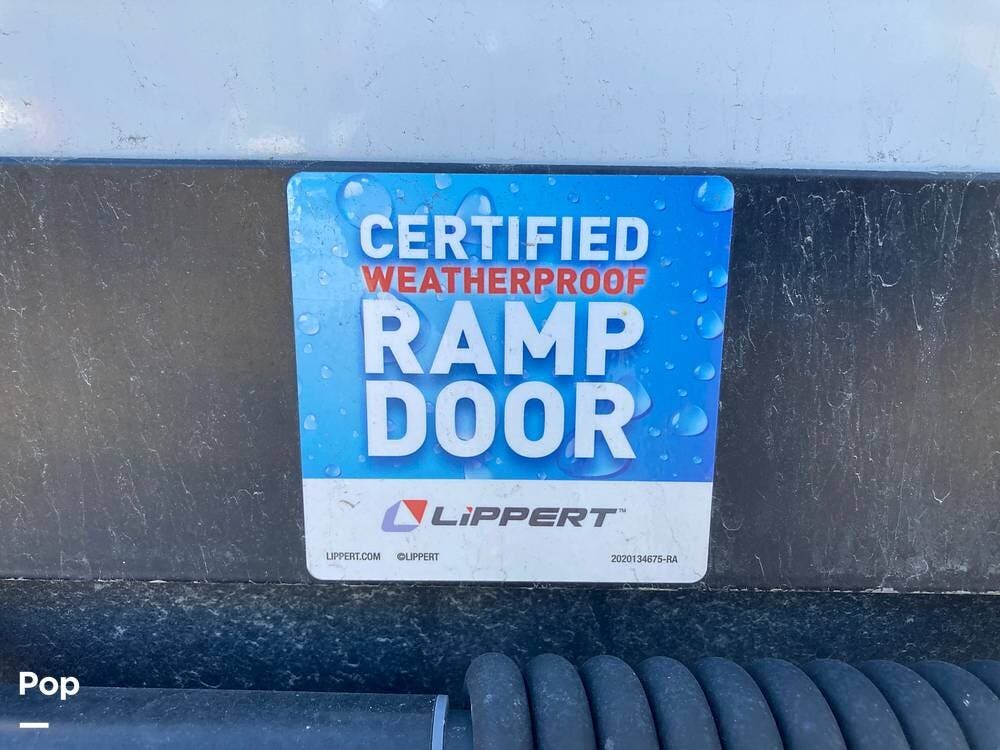 CERTIFIED
WEATHERPROOF
RAMP
DOOR
LIPPERT™
LIPPERT.COM ©LIPPERT 2020134675-RA
Pop